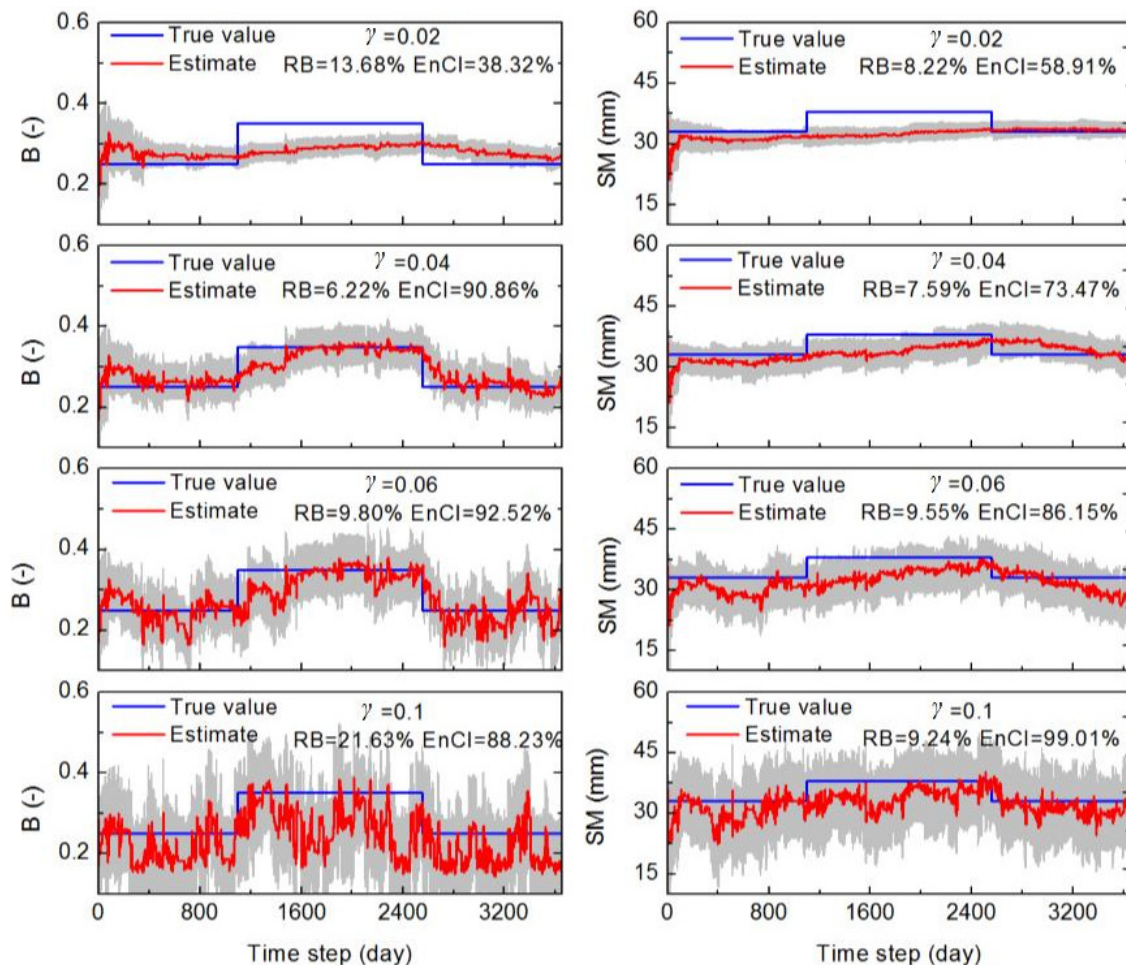 0.6
0.4
0.2
B (-)
True value
γ=0.02
Estimate
RB=13.68% EnCI=38.32%
60
45
30
15
SM (mm)
True value
γ=0.02
Estimate
RB=8.22% EnCI=58.91%
0.6
0.4
0.2
B (-)
True value
γ=0.04
Estimate
RB=6.22% EnCI=90.86%
60
45
30
15
SM (mm)
True value
γ=0.04
Estimate
RB=7.59% EnCI=73.47%
0.6
0.4
0.2
B (-)
True value
γ=0.06
Estimate
RB=9.80% EnCI=92.52%
60
45
30
15
SM (mm)
True value
γ=0.06
Estimate
RB=9.55% EnCI=86.15%
0.6
0.4
0.2
B (-)
True value
γ=0.1
Estimate
RB=21.63% EnCI=88.23%
0 800 1600 2400 3200
Time step (day)
60
45
30
15
SM (mm)
True value
γ=0.1
Estimate
RB=9.24% EnCI=99.01%
0 800 1600 2400 3200
Time step (day)